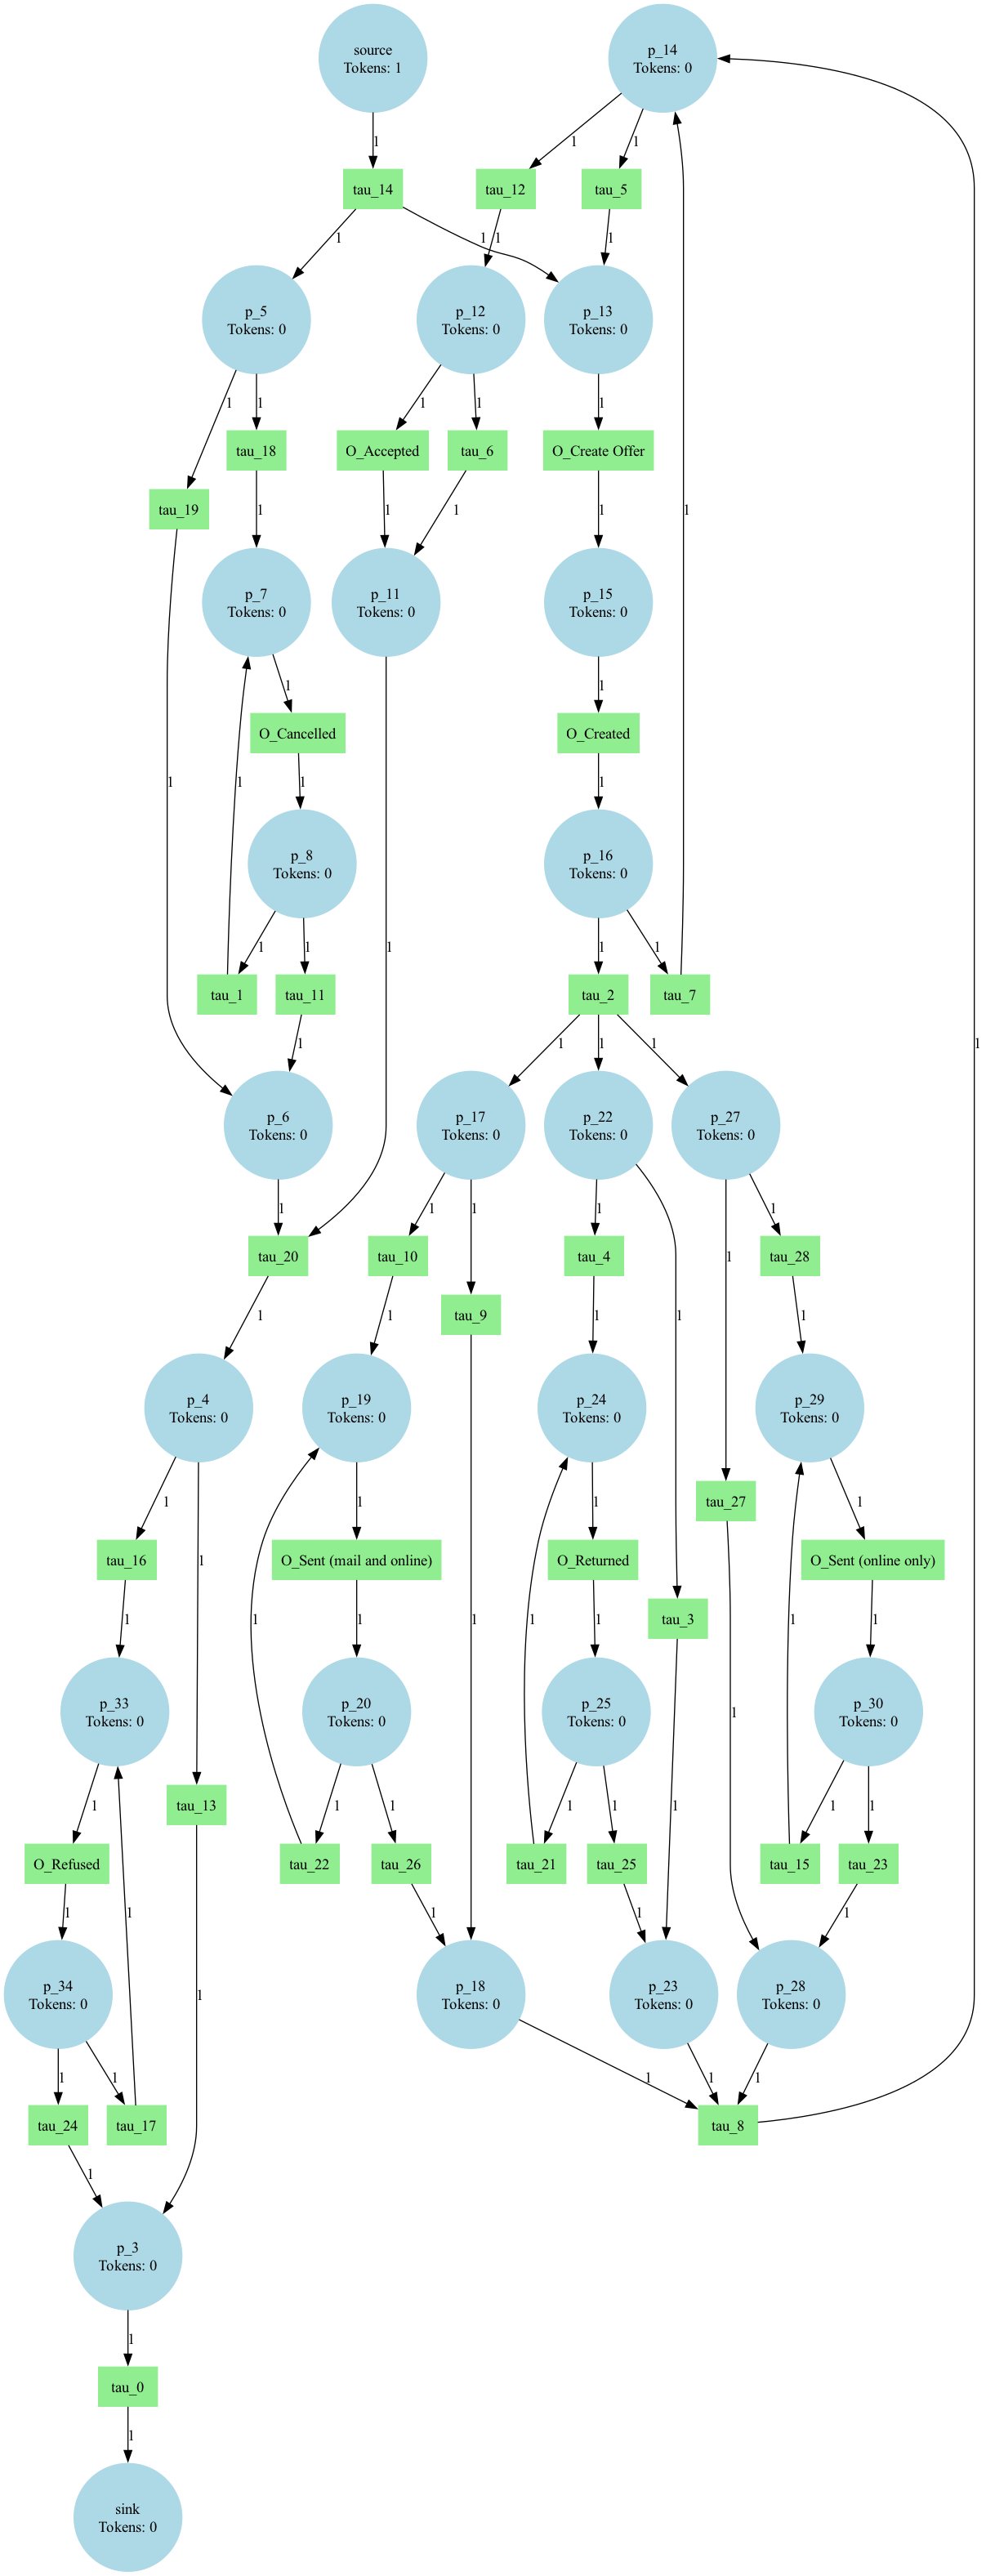 source
Tokens: 1
p_14
Tokens: 0
1
1
1
tau_14
tau_12
tau_5
1
1
1
1
p_5
Tokens: 0
p_12
Tokens: 0
p_13
Tokens: 0
1
1
1
1
1
tau_18
O_Accepted
tau_6
O_Create Offer
tau_19
1
1
1
1
1
p_7
Tokens: 0
p_11
Tokens: 0
p_15
Tokens: 0
1
1
O_Cancelled
O_Created
1
1
1
1
p_8
Tokens: 0
p_16
Tokens: 0
1
1
1
1
1
tau_1
tau_11
tau_2
tau_7
1
1
1
1
1
p_6
Tokens: 0
p_17
Tokens: 0
p_22
Tokens: 0
p_27
Tokens: 0
1
1
1
1
1
tau_20
tau_10
tau_4
1
tau_28
1
1
tau_9
1
1
1
p_4
Tokens: 0
p_19
Tokens: 0
p_24
Tokens: 0
p_29
Tokens: 0
1
1
1
1
tau_27
tau_16
1
O_Sent (mail and online)
O_Returned
O_Sent (online only)
1
1
1
1
1
1
1
1
tau_3
p_33
Tokens: 0
p_20
Tokens: 0
p_25
Tokens: 0
1
p_30
Tokens: 0
1
tau_13
1
1
1
1
1
1
1
O_Refused
tau_22
tau_26
tau_21
tau_25
tau_15
tau_23
1
1
1
1
1
p_34
Tokens: 0
1
p_18
Tokens: 0
p_23
Tokens: 0
p_28
Tokens: 0
1
1
1
1
1
tau_24
tau_17
tau_8
1
p_3
Tokens: 0
1
tau_0
1
sink
Tokens: 0